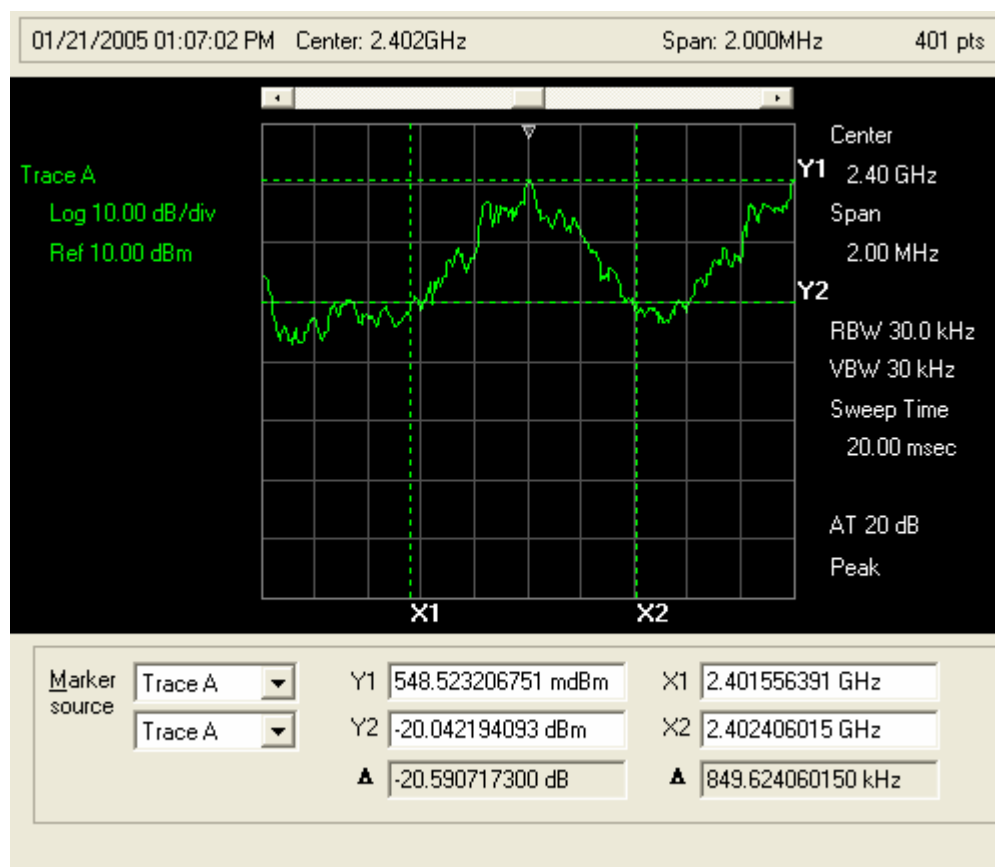 01/21/2005 01:07:02 PM Center: 2.402GHz Span: 2.000MHz 401 pts
Trace A
Log 10.00 dB/div
Ref 10.00 dBm
Y1
Y2
X1 X2
Center
2.40 GHz
Span
2.00 MHz
RBW 30.0 kHz
VBW 30 kHz
Sweep Time
20.00 msec
AT 20 dB
Peak
Marker source
Trace A
Trace A
Y1 548.523206751 mdBm X1 2.401556391 GHz
Y2 -20.042194093 dBm X2 2.402406015 GHz
Δ -20.590717300 dB Δ 849.624060150 kHz